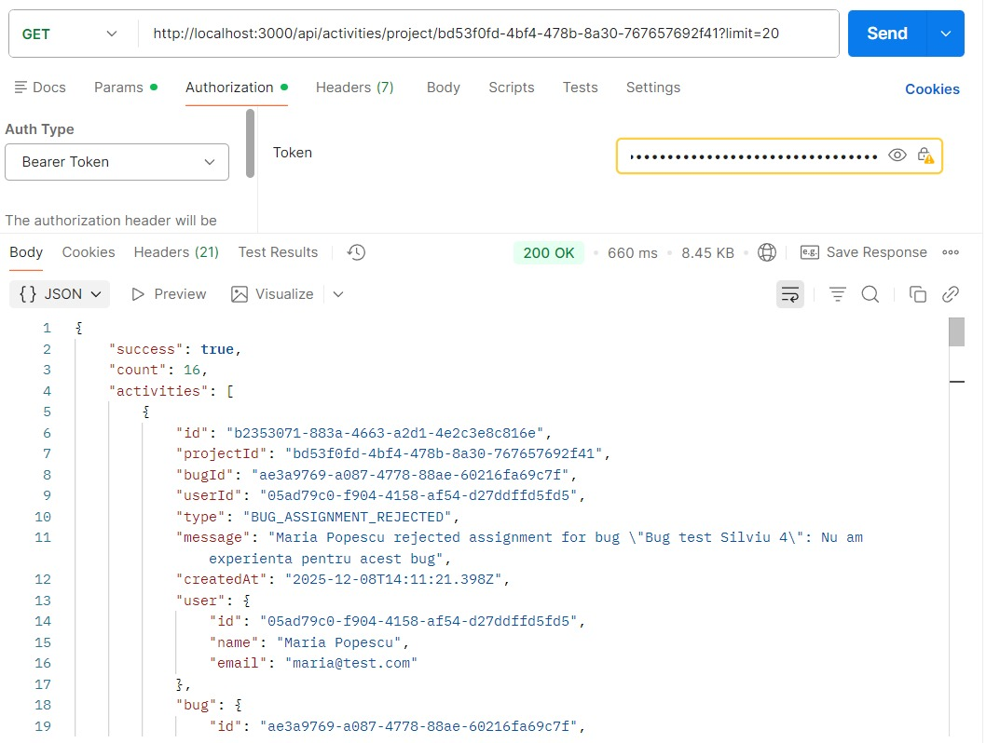 GET http://localhost:3000/api/activities/project/bd53f0fd-4bf4-478b-8a30-767657692f41?limit=20 Send
Docs Params Authorization Headers (7) Body Scripts Tests Settings Cookies
Auth Type
Bearer Token
Token
The authorization header will be
Body Cookies Headers (21) Test Results 200 OK 660 ms 8.45 KB e.g. Save Response
{} JSON Preview Visualize
1 {
2 "success": true,
3 "count": 16,
4 "activities": [
5 {
6 "id": "b2353071-883a-4663-a2d1-4e2c3e8c816e",
7 "projectId": "bd53f0fd-4bf4-478b-8a30-767657692f41",
8 "bugId": "ae3a9769-a087-4778-88ae-60216fa69c7f",
9 "userId": "05ad79c0-f904-4158-af54-d27ddffd5fd5",
10 "type": "BUG_ASSIGNMENT_REJECTED",
11 "message": "Maria Popescu rejected assignment for bug \"Bug test Silviu 4\": Nu am
experienta pentru acest bug",
12 "createdAt": "2025-12-08T14:11:21.398Z",
13 "user": {
14 "id": "05ad79c0-f904-4158-af54-d27ddffd5fd5",
15 "name": "Maria Popescu",
16 "email": "maria@test.com"
17 },
18 "bug": {
19 "id": "ae3a9769-a087-4778-88ae-60216fa69c7f",